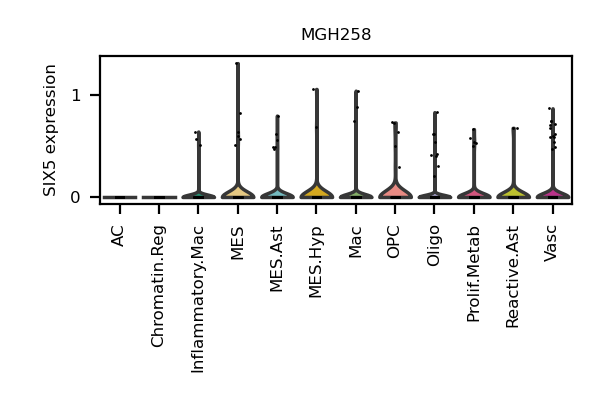 MGH258
SIX5 expression
1
0
AC
Chromatin.Reg
Inflammatory.Mac
MES
MES.Ast
MES.Hyp
Mac
OPC
Oligo
Prolif.Metab
Reactive.Ast
Vasc